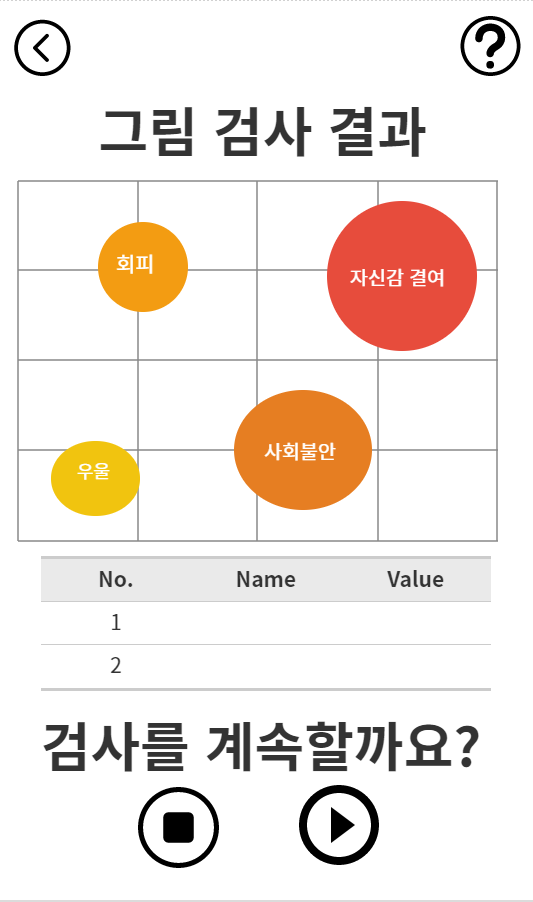 그림 검사 결과
회피
자신감 결여
사회불안
우울
No. Name Value
1
2
검사를 계속할까요?